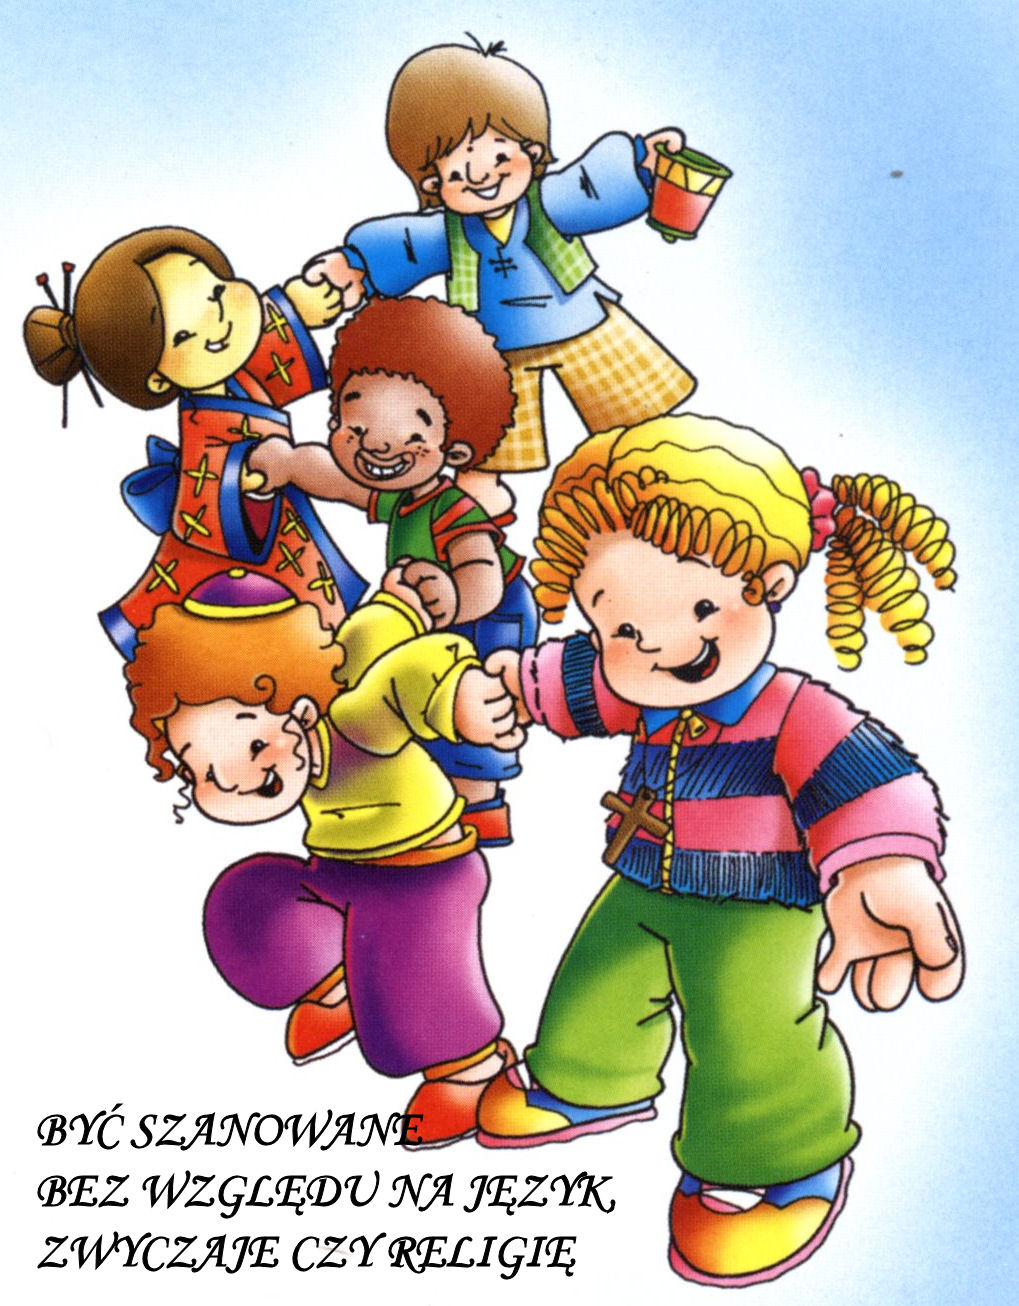 BYĆ SZANOWANE
BEZ WZGLĘDU NA JĘZYK,
ZWYCZAJE CZY RELIGIĘ